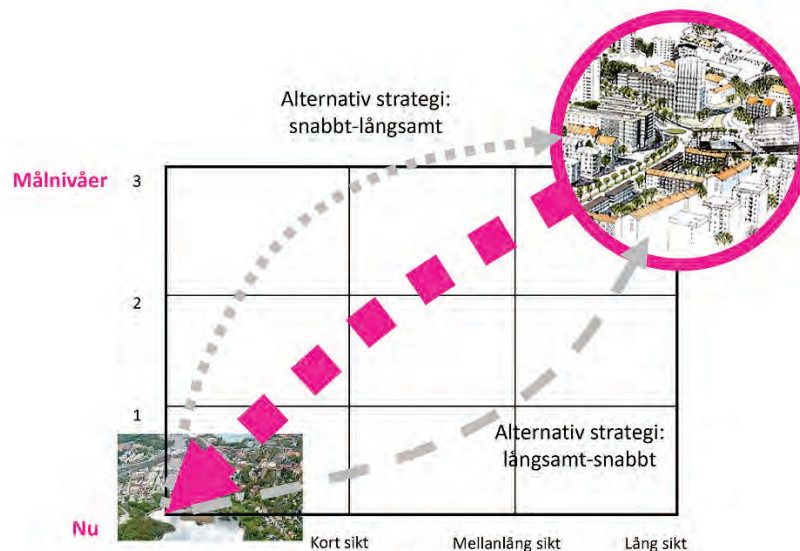 Alternativ strategi:
snabbt-långsamt
Målnivåer
3
2
1
Alternativ strategi:
långsamt-snabbt
Nu
Kort sikt
Mellanlång sikt
Lång sikt